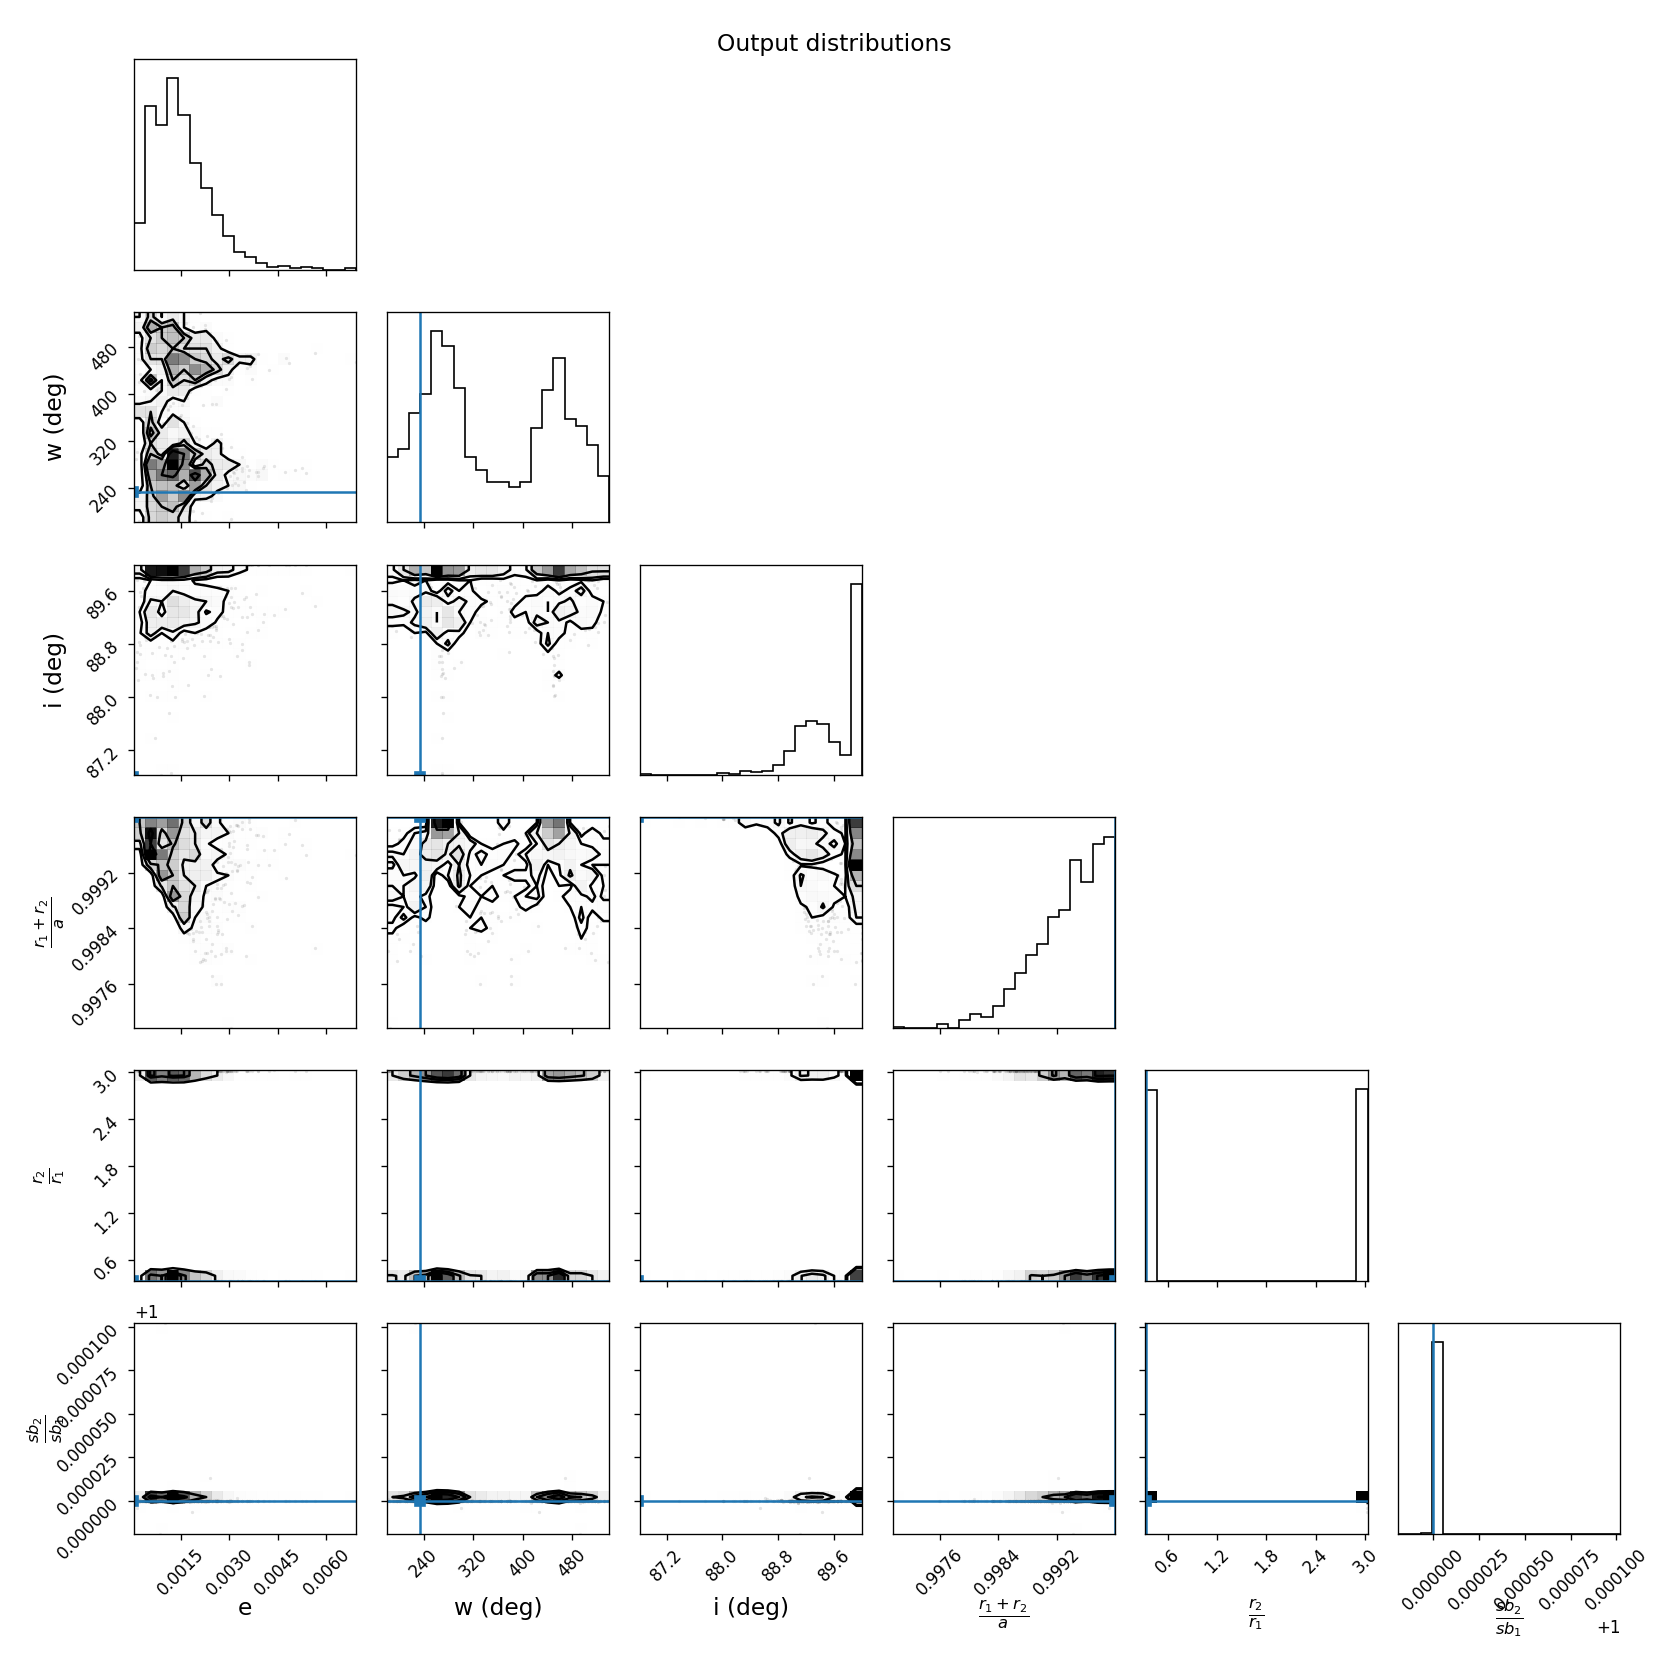 Output distributions
w (deg)
480
400
320
240
i (deg)
89.6
88.8
88.0
87.2
r₁ + r₂
a
0.9992
0.9984
0.9976
r₂
r₁
3.0
2.4
1.8
1.2
0.6
+1
sb₂
sb₁
0.000100
0.000075
0.000050
0.000025
0.000000
0.0015 0.0030 0.0045 0.0060
240 320 400 480
87.2 88.0 88.8 89.6
0.9976 0.9984 0.9992
0.6 1.2 1.8 2.4 3.0
0.000000 0.000025 0.000050 0.000075 0.000100
e
w (deg)
i (deg)
r₁ + r₂
a
r₂
r₁
sb₂
sb₁
+1